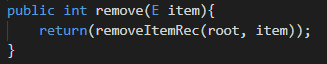 public int remove(E item){
    return(removeItemRec(root, item));
}